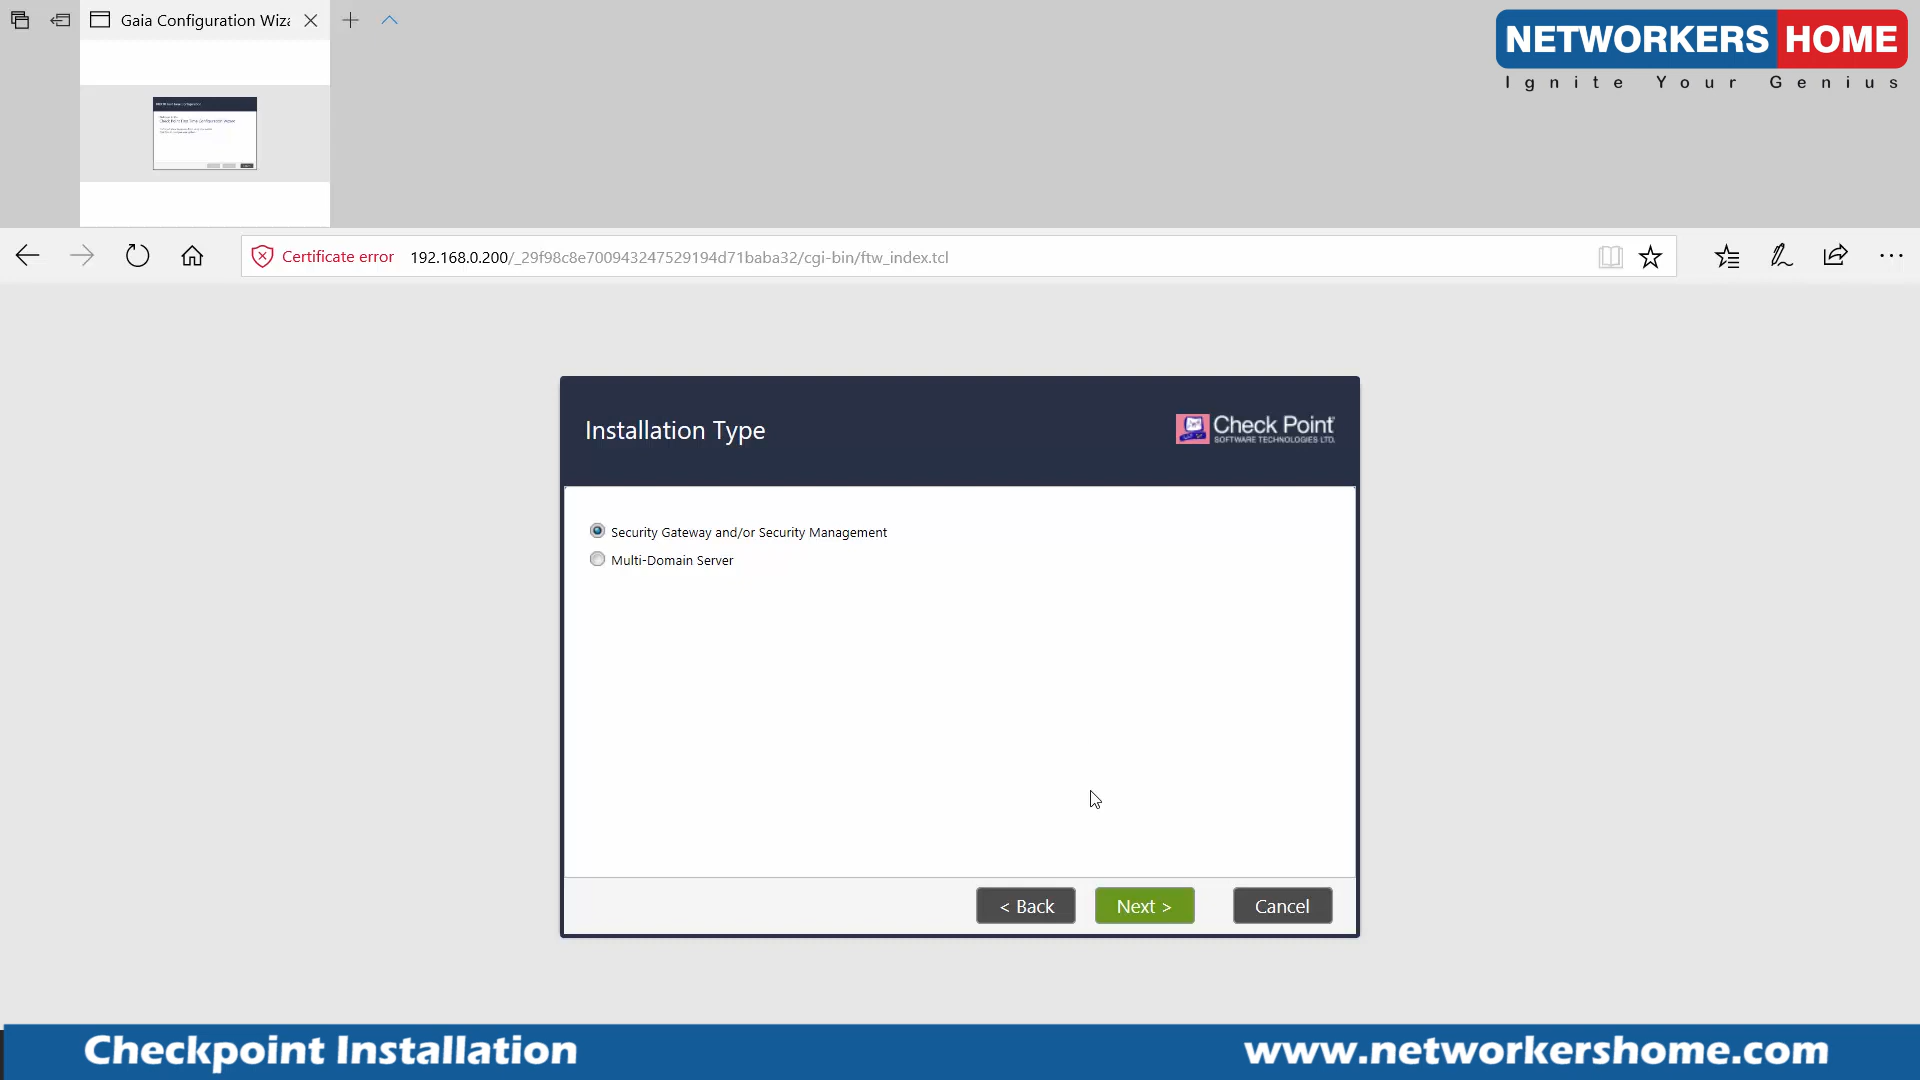 Gaia Configuration Wiza
NETWORKERS HOME
Ignite Your Genius
Certificate error 192.168.0.200/_29f98c8e700943247529194d71baba32/cgi-bin/ftw_index.tcl
Installation Type
Check Point
SOFTWARE TECHNOLOGIES LTD.
Security Gateway and/or Security Management
Multi-Domain Server
< Back Next > Cancel
Checkpoint Installation www.networkershome.com